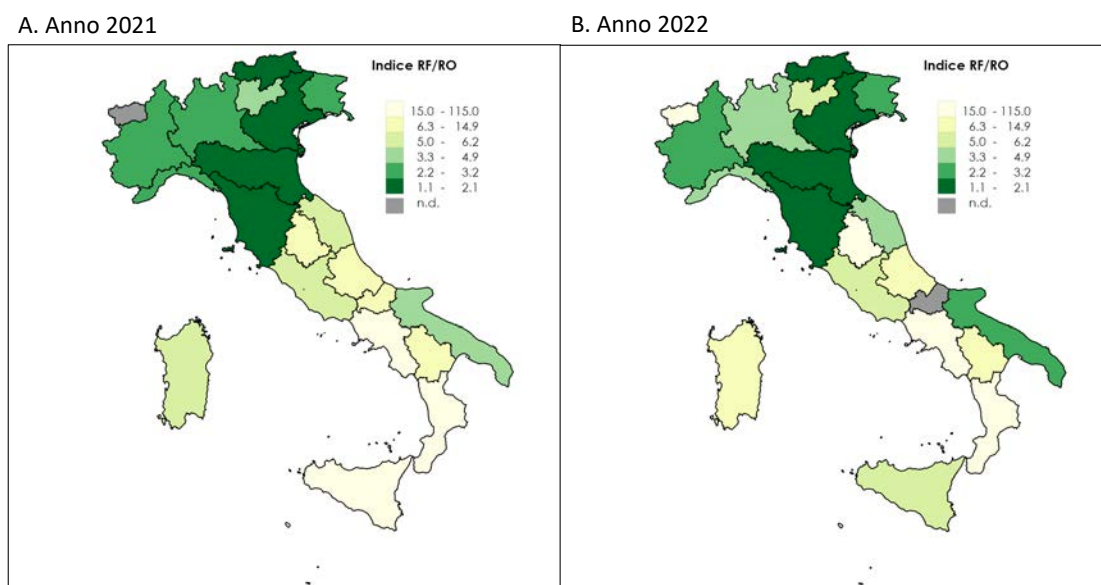 A. Anno 2021
Indice RF/RO
15.0 - 115.0
6.3 - 14.9
5.0 - 6.2
3.3 - 4.9
2.2 - 3.2
1.1 - 2.1
n.d.
B. Anno 2022
Indice RF/RO
15.0 - 115.0
6.3 - 14.9
5.0 - 6.2
3.3 - 4.9
2.2 - 3.2
1.1 - 2.1
n.d.